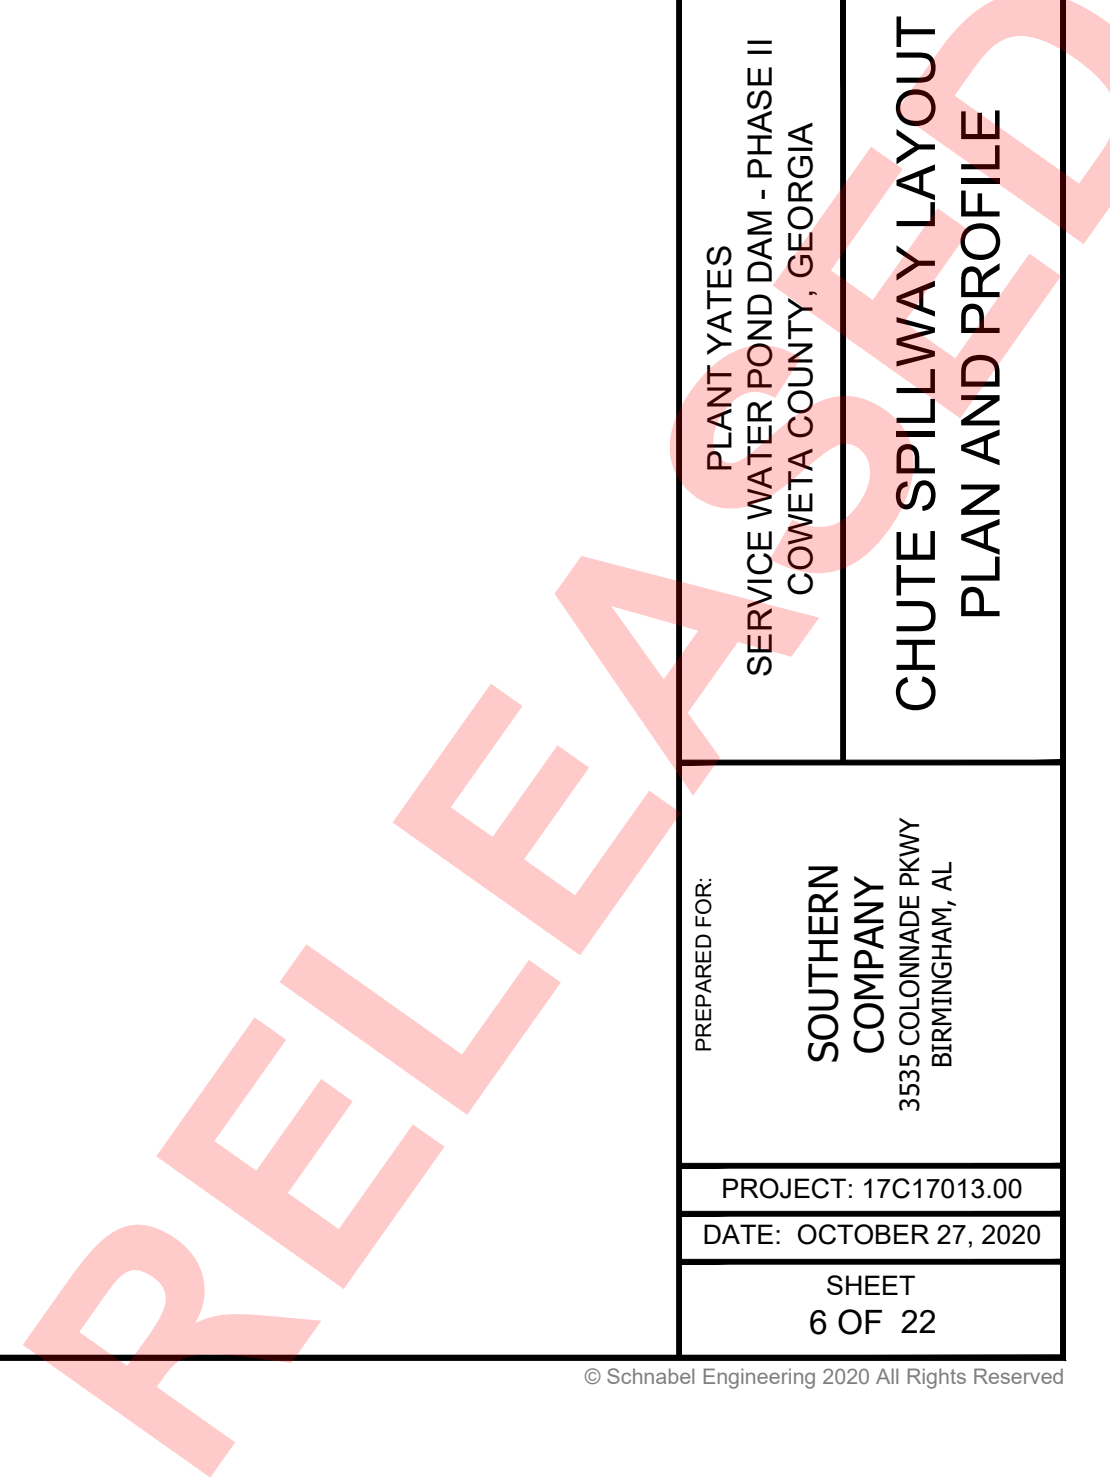 PLANT YATES
SERVICE WATER POND DAM - PHASE II
COWETA COUNTY, GEORGIA
CHUTE SPILLWAY LAYOUT
PLAN AND PROFILE
PREPARED FOR:
SOUTHERN
COMPANY
3535 COLONNADE PKWY
BIRMINGHAM, AL
PROJECT: 17C17013.00
DATE: OCTOBER 27, 2020
SHEET
6 OF 22
© Schnabel Engineering 2020 All Rights Reserved
RELEASED